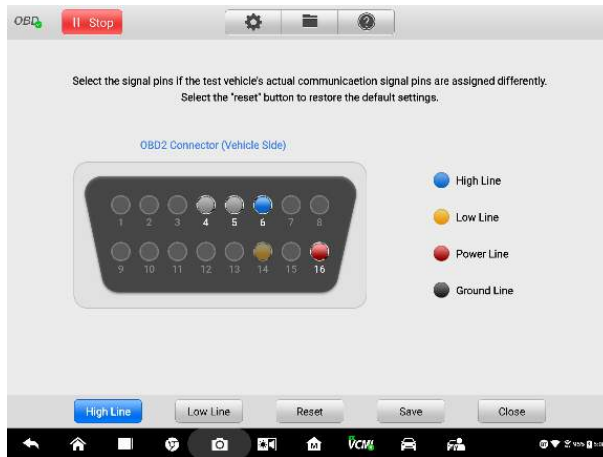 OBD
Stop
Select the signal pins if the test vehicle's actual communicaetion signal pins are assigned differently.
Select the "reset" button to restore the default settings.
OBD2 Connector (Vehicle Side)
1 2 3 4 5 6 7 8
9 10 11 12 13 14 15 16
High Line
Low Line
Power Line
Ground Line
High Line Low Line Reset Save Close
VCMI 95%